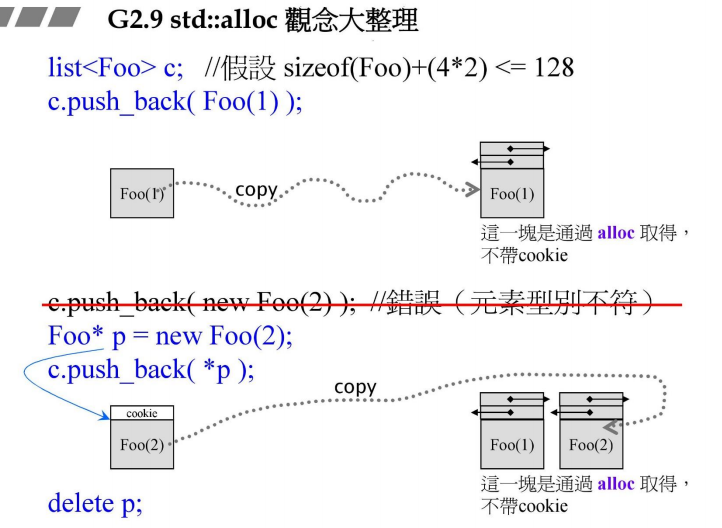 G2.9 std::alloc 觀念大整理
list<Foo> c; //假設 sizeof(Foo)+(4*2) <= 128
c.push_back( Foo(1) );
Foo(1)
copy
Foo(1)
這一塊是通過 alloc 取得，
不帶cookie
c.push_back( new Foo(2) ); //錯誤（元素型別不符）
Foo* p = new Foo(2);
c.push_back( *p );
copy
cookie
Foo(2)
Foo(1)
Foo(2)
這一塊是通過 alloc 取得，
不帶cookie
delete p;